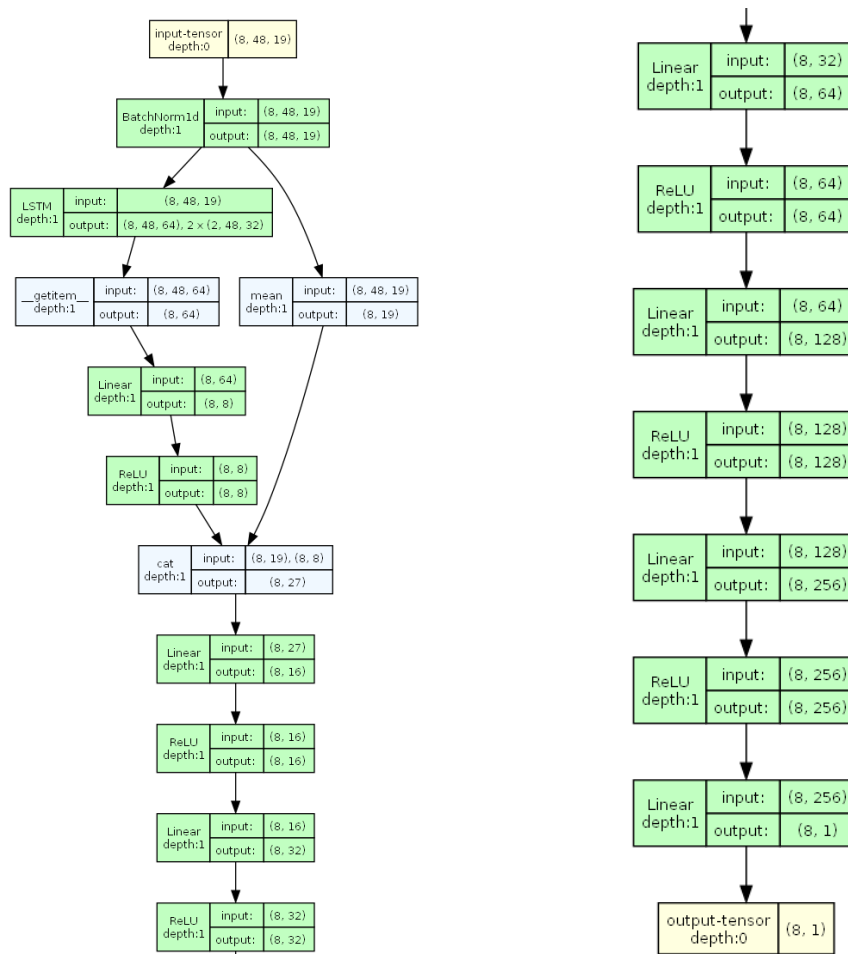 input-tensor
depth:0
(8, 48, 19)
BatchNorm1d
depth:1
input:
(8, 48, 19)
output:
(8, 48, 19)
LSTM
depth:1
input:
(8, 48, 19)
output:
(8, 48, 64), 2 x (2, 48, 32)
__getitem__
depth:1
input:
(8, 48, 64)
output:
(8, 64)
mean
depth:1
input:
(8, 48, 19)
output:
(8, 19)
Linear
depth:1
input:
(8, 64)
output:
(8, 8)
ReLU
depth:1
input:
(8, 8)
output:
(8, 8)
cat
depth:1
input:
(8, 19), (8, 8)
output:
(8, 27)
Linear
depth:1
input:
(8, 27)
output:
(8, 16)
ReLU
depth:1
input:
(8, 16)
output:
(8, 16)
Linear
depth:1
input:
(8, 16)
output:
(8, 32)
ReLU
depth:1
input:
(8, 32)
output:
(8, 32)
Linear
depth:1
input:
(8, 32)
output:
(8, 64)
ReLU
depth:1
input:
(8, 64)
output:
(8, 64)
Linear
depth:1
input:
(8, 64)
output:
(8, 128)
ReLU
depth:1
input:
(8, 128)
output:
(8, 128)
Linear
depth:1
input:
(8, 128)
output:
(8, 256)
ReLU
depth:1
input:
(8, 256)
output:
(8, 256)
Linear
depth:1
input:
(8, 256)
output:
(8, 1)
output-tensor
depth:0
(8, 1)